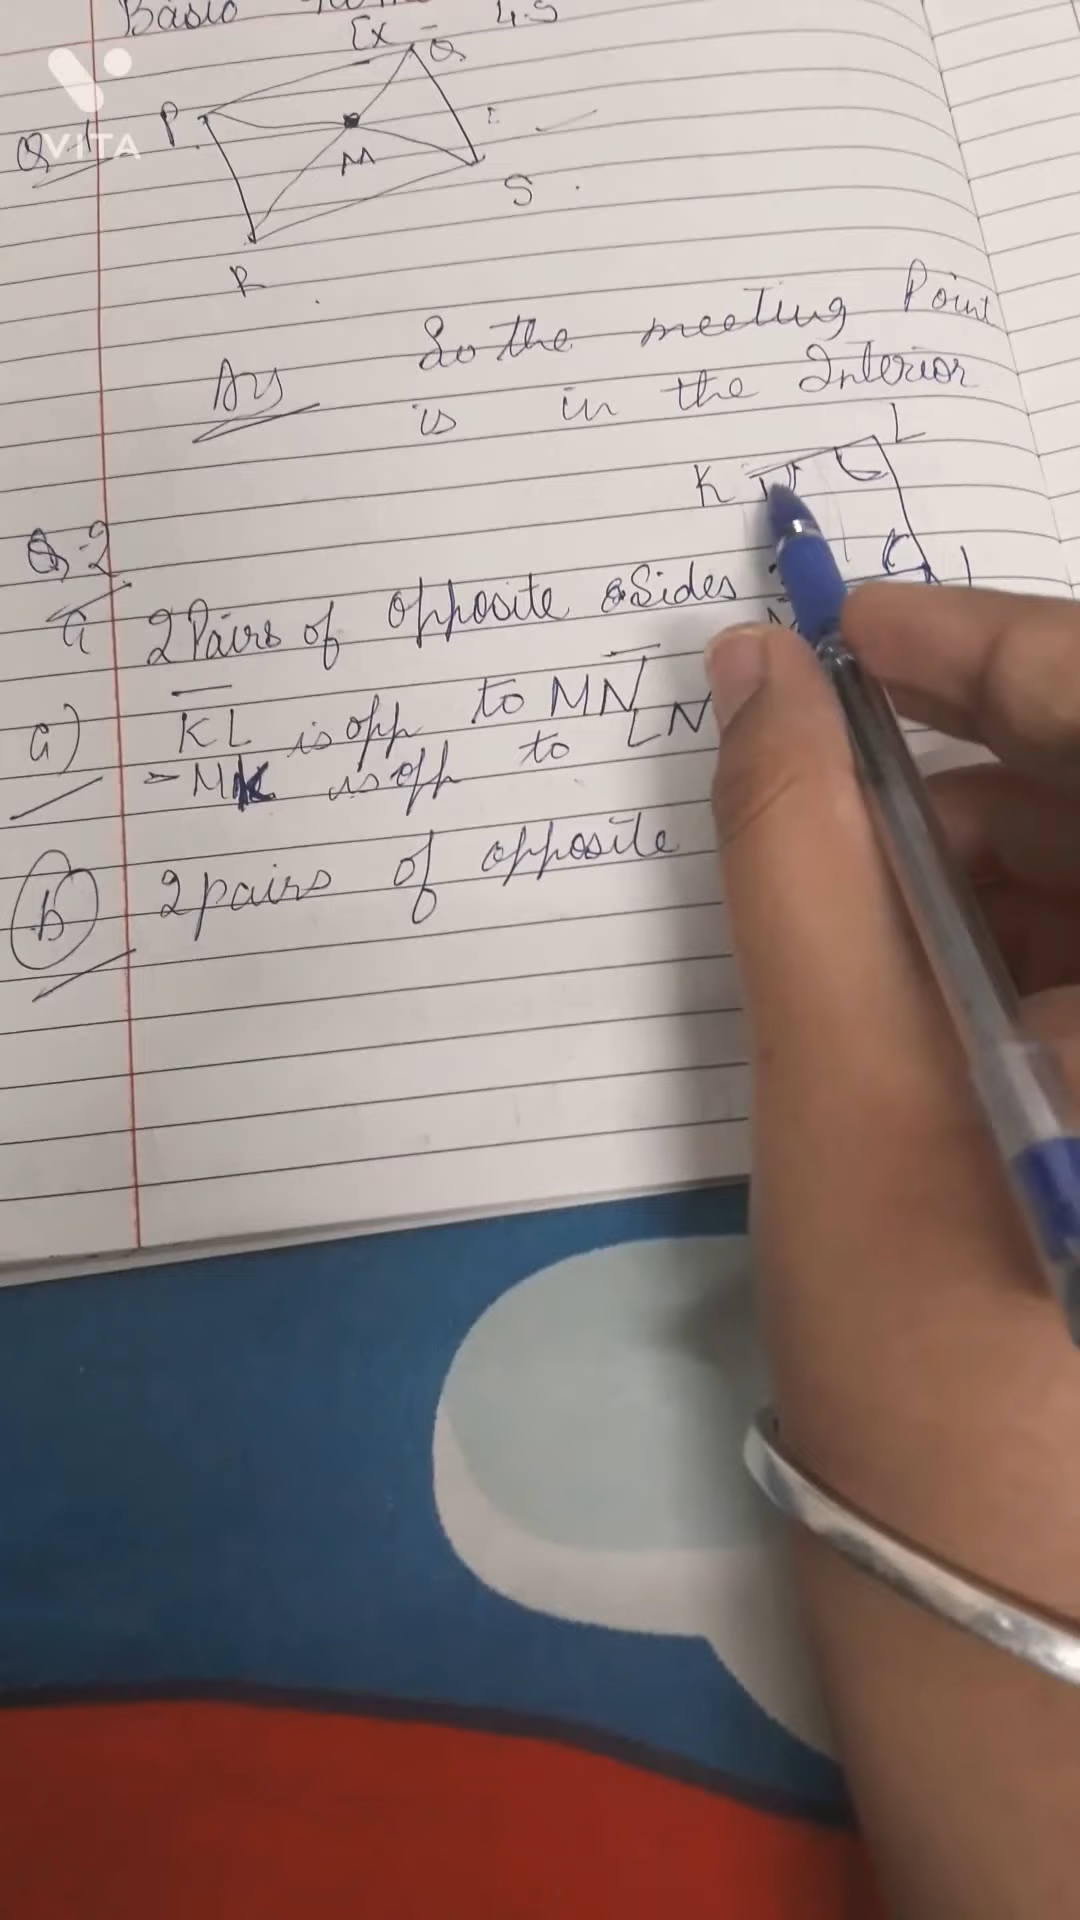 Basic
Ex - 4.5
Q.1
VITA
P
Q
M
S
R
Ans So the meeting Point
is in the Interior
K L
Q.2
2 Pairs of opposite Sides
a) KL is opp to MN
- MK is opp to LN
b) 2 pairs of opposite